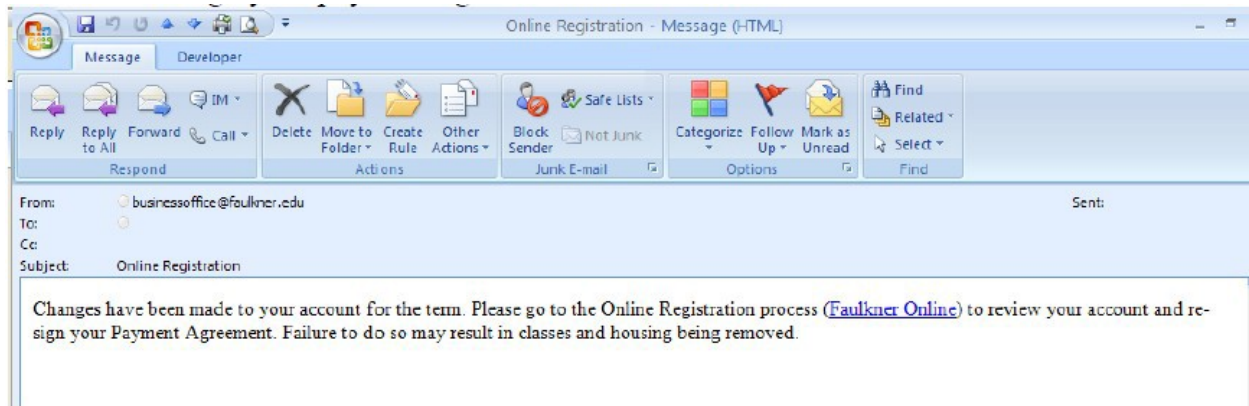 Online Registration - Message (HTML)
Message Developer
Reply Reply to All Forward IM Call
Respond
Delete Move to Folder Create Rule Other Actions
Actions
Block Sender Safe Lists Not Junk
Junk E-mail
Categorize Follow Up Mark as Unread
Options
Find
Related
Select
Find
From: businessoffice@faulkner.edu Sent:
To:
Cc:
Subject: Online Registration
Changes have been made to your account for the term. Please go to the Online Registration process (Faulkner Online) to review your account and re-
sign your Payment Agreement. Failure to do so may result in classes and housing being removed.